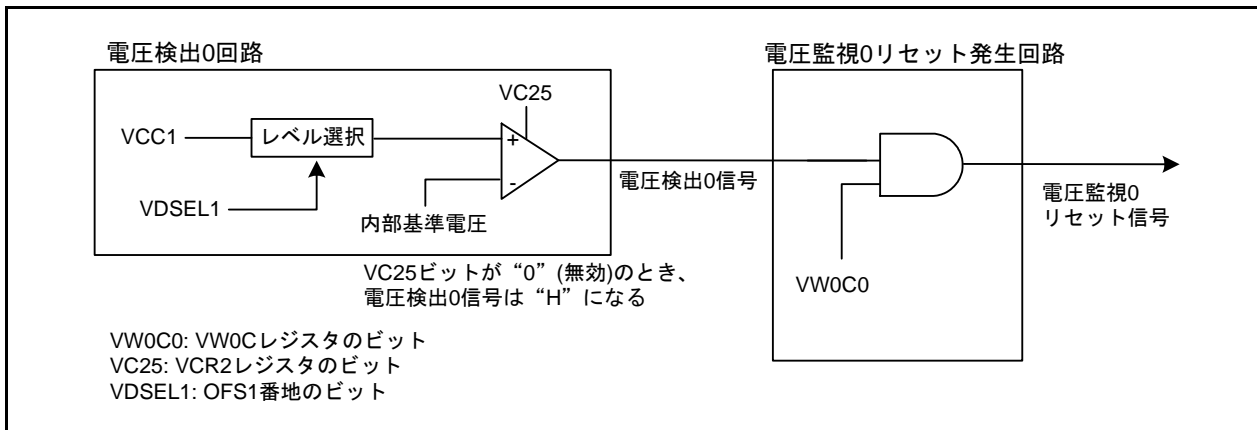 電圧検出0回路
電圧監視0リセット発生回路
VC25
VCC1
レベル選択
+
-
VDSEL1
内部基準電圧
電圧検出0信号
電圧監視0
リセット信号
VW0C0
VC25ビットが“0”(無効)のとき、
電圧検出0信号は“H”になる
VW0C0: VW0Cレジスタのビット
VC25: VCR2レジスタのビット
VDSEL1: OFS1番地のビット